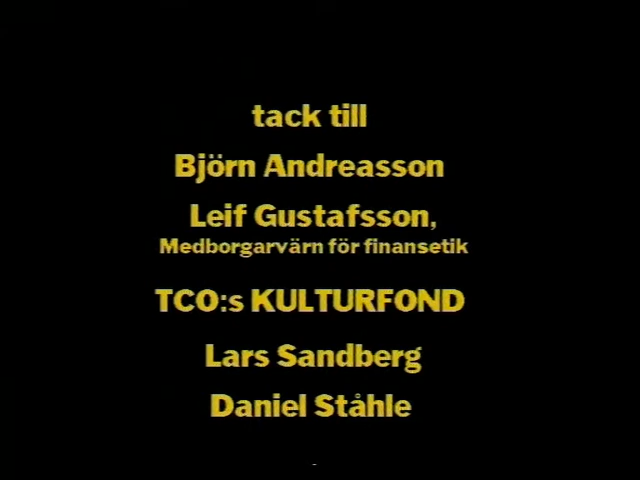 tack till
Björn Andreasson
Leif Gustafsson,
Medborgarvärn för finansetik
TCO:s KULTURFOND
Lars Sandberg
Daniel Ståhle